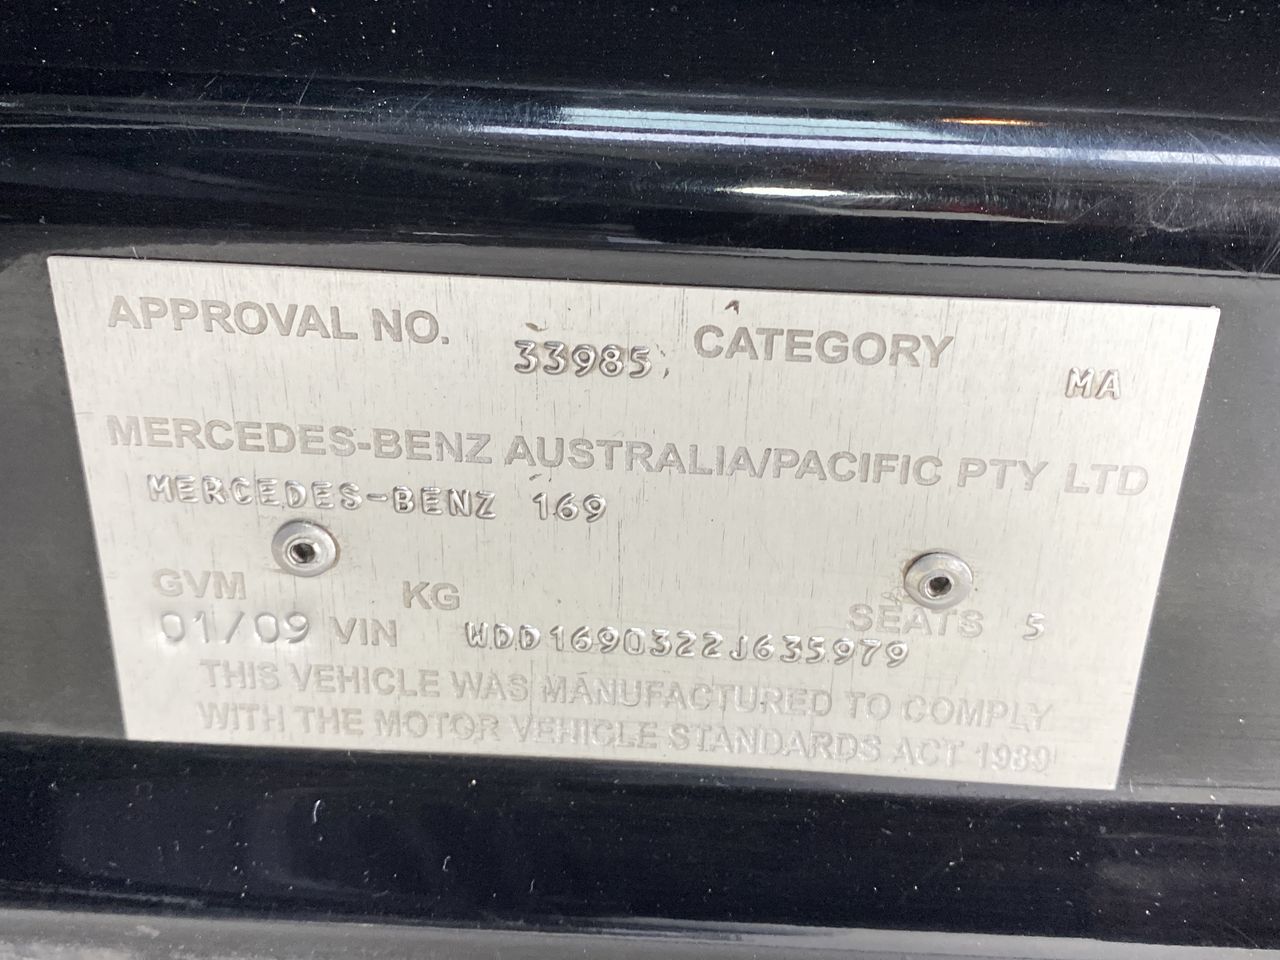 APPROVAL NO. 33985 CATEGORY MA
MERCEDES-BENZ AUSTRALIA/PACIFIC PTY LTD
MERCEDES-BENZ 169
GVM KG SEATS 5
01/09 VIN WDD1690322J635979
THIS VEHICLE WAS MANUFACTURED TO COMPLY
WITH THE MOTOR VEHICLE STANDARDS ACT 1989